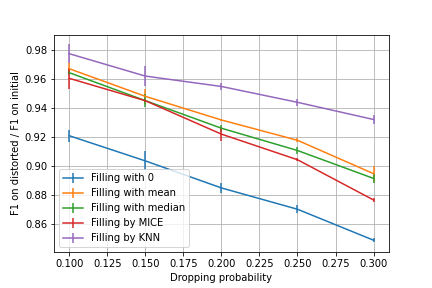 0.98
0.96
0.94
0.92
0.90
0.88
0.86
F1 on distorted / F1 on initial
Filling with 0
Filling with mean
Filling with median
Filling by MICE
Filling by KNN
0.100 0.125 0.150 0.175 0.200 0.225 0.250 0.275 0.300
Dropping probability